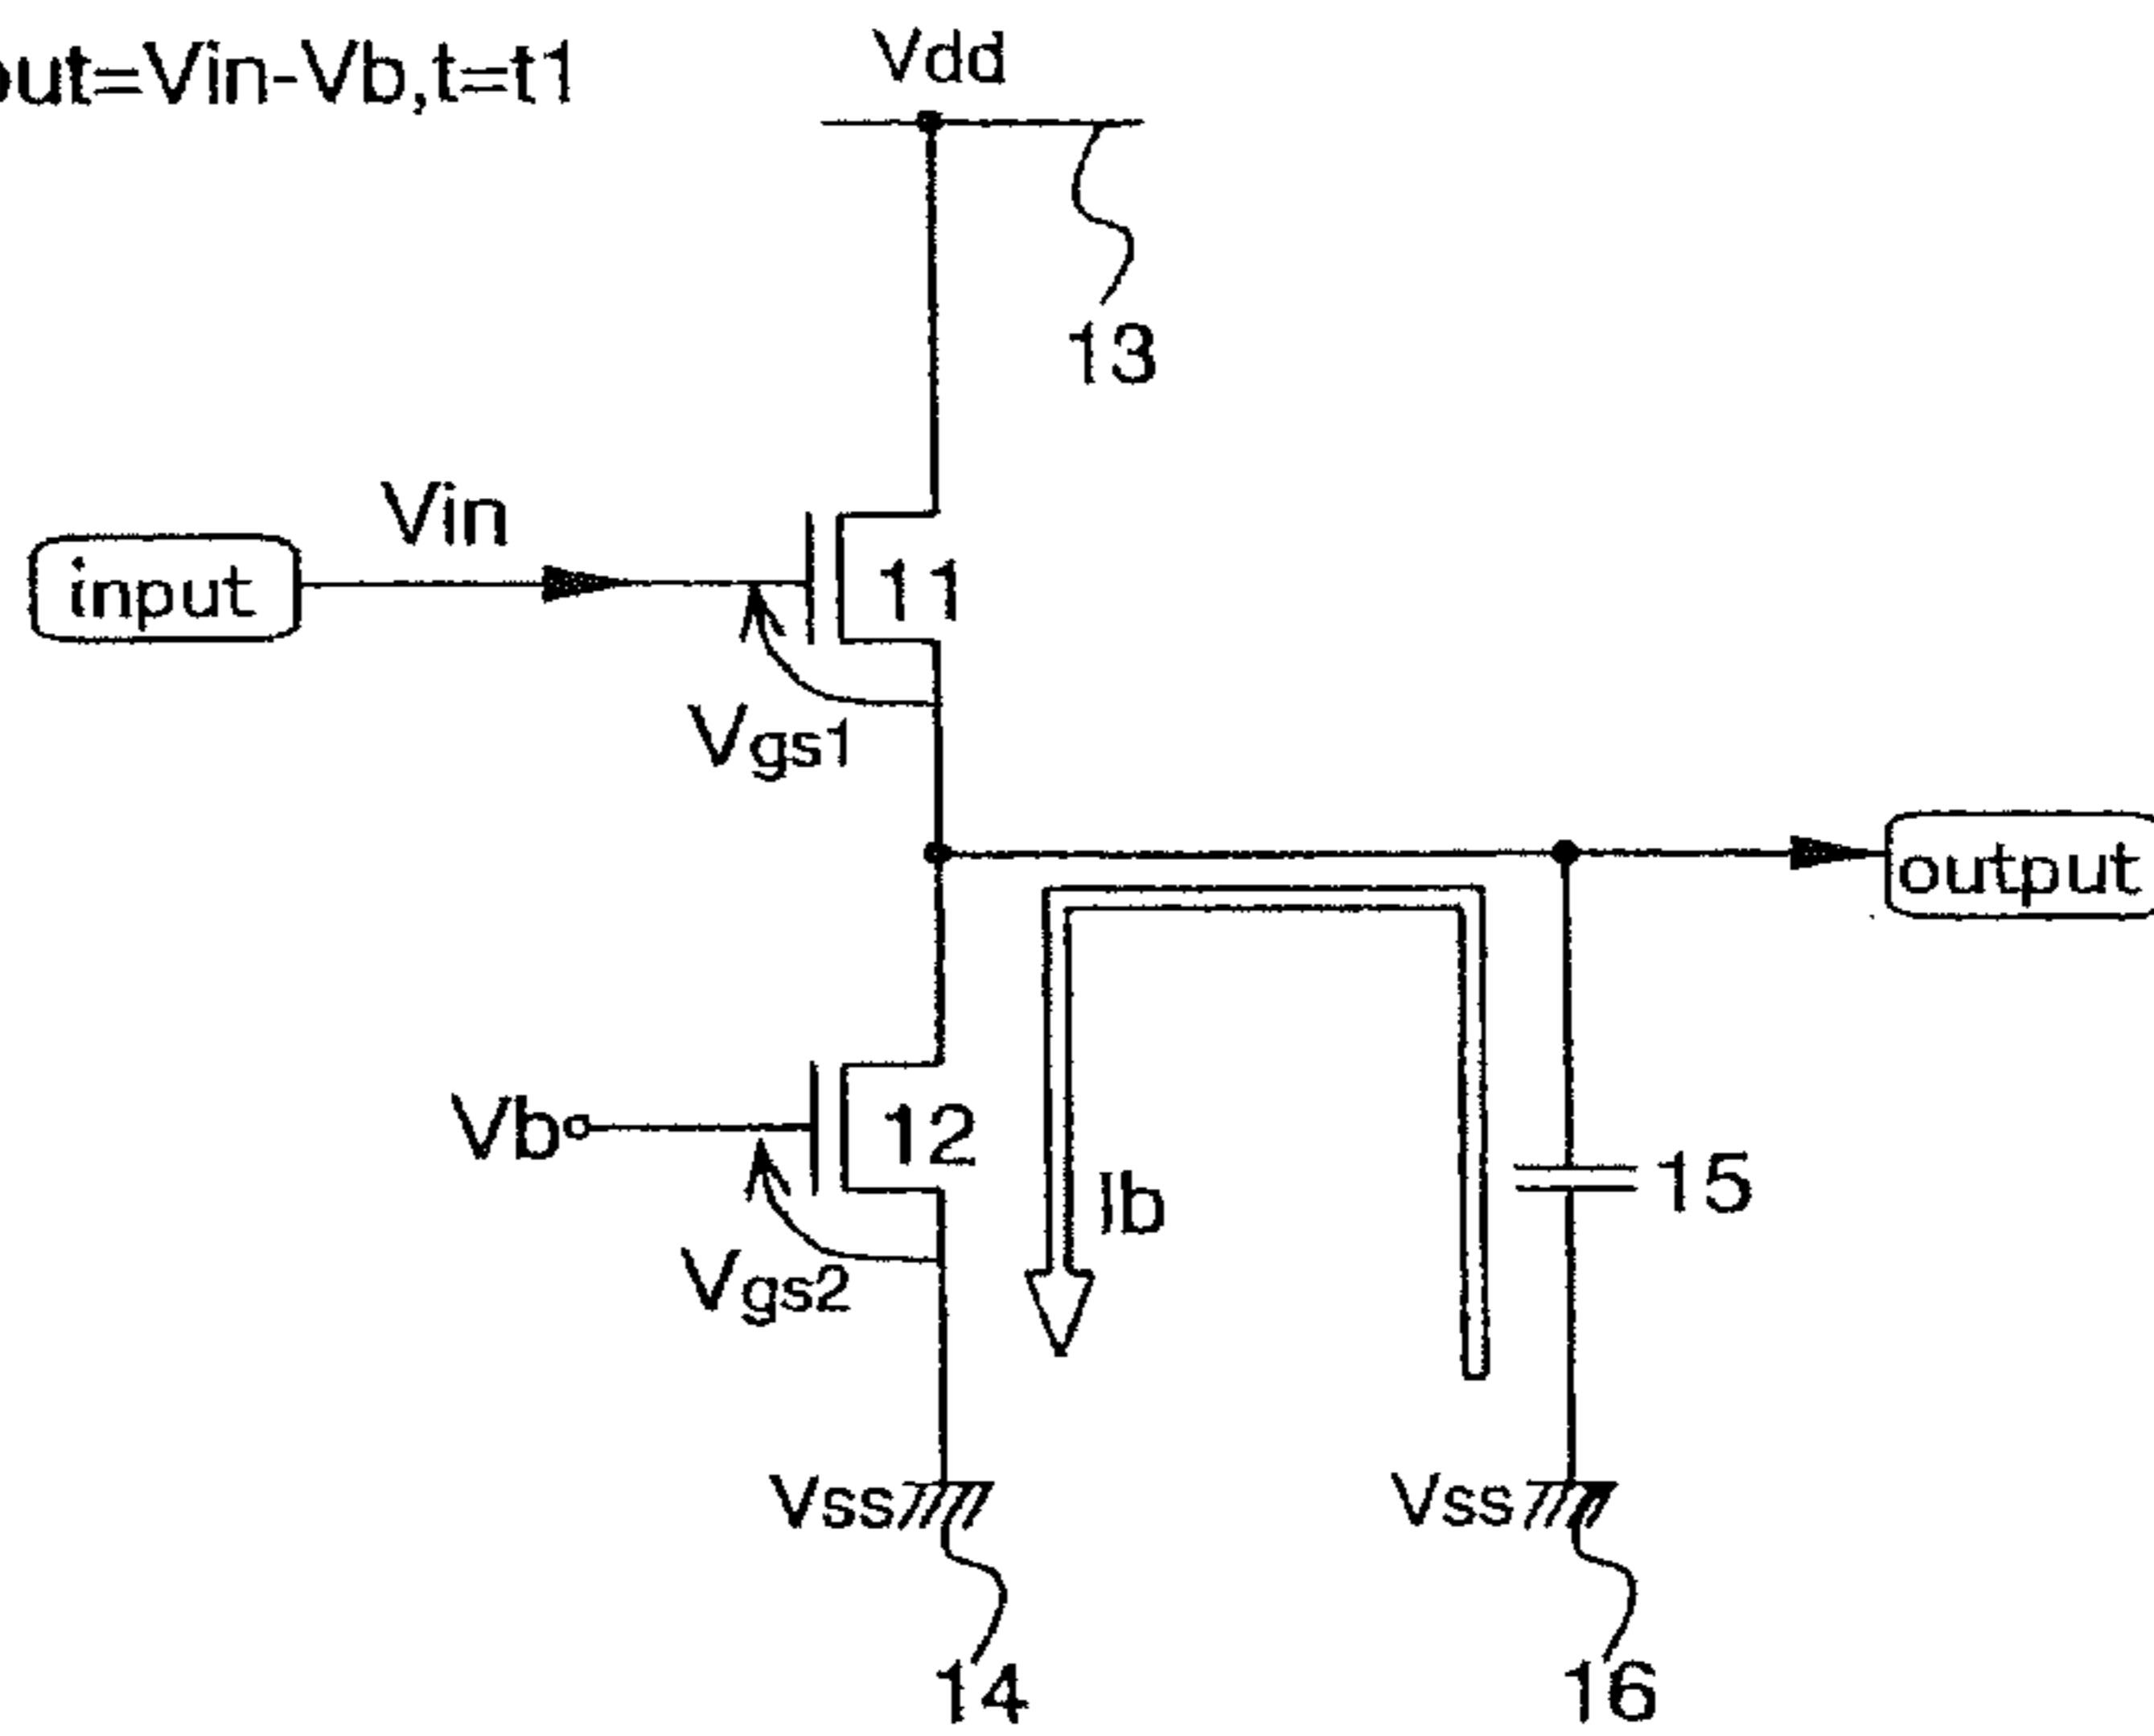 out=Vin-Vb,t=t1
Vdd
13
Vin
input
11
Vgs1
output
Vb
12
Ib
15
Vgs2
Vss
Vss
14
16